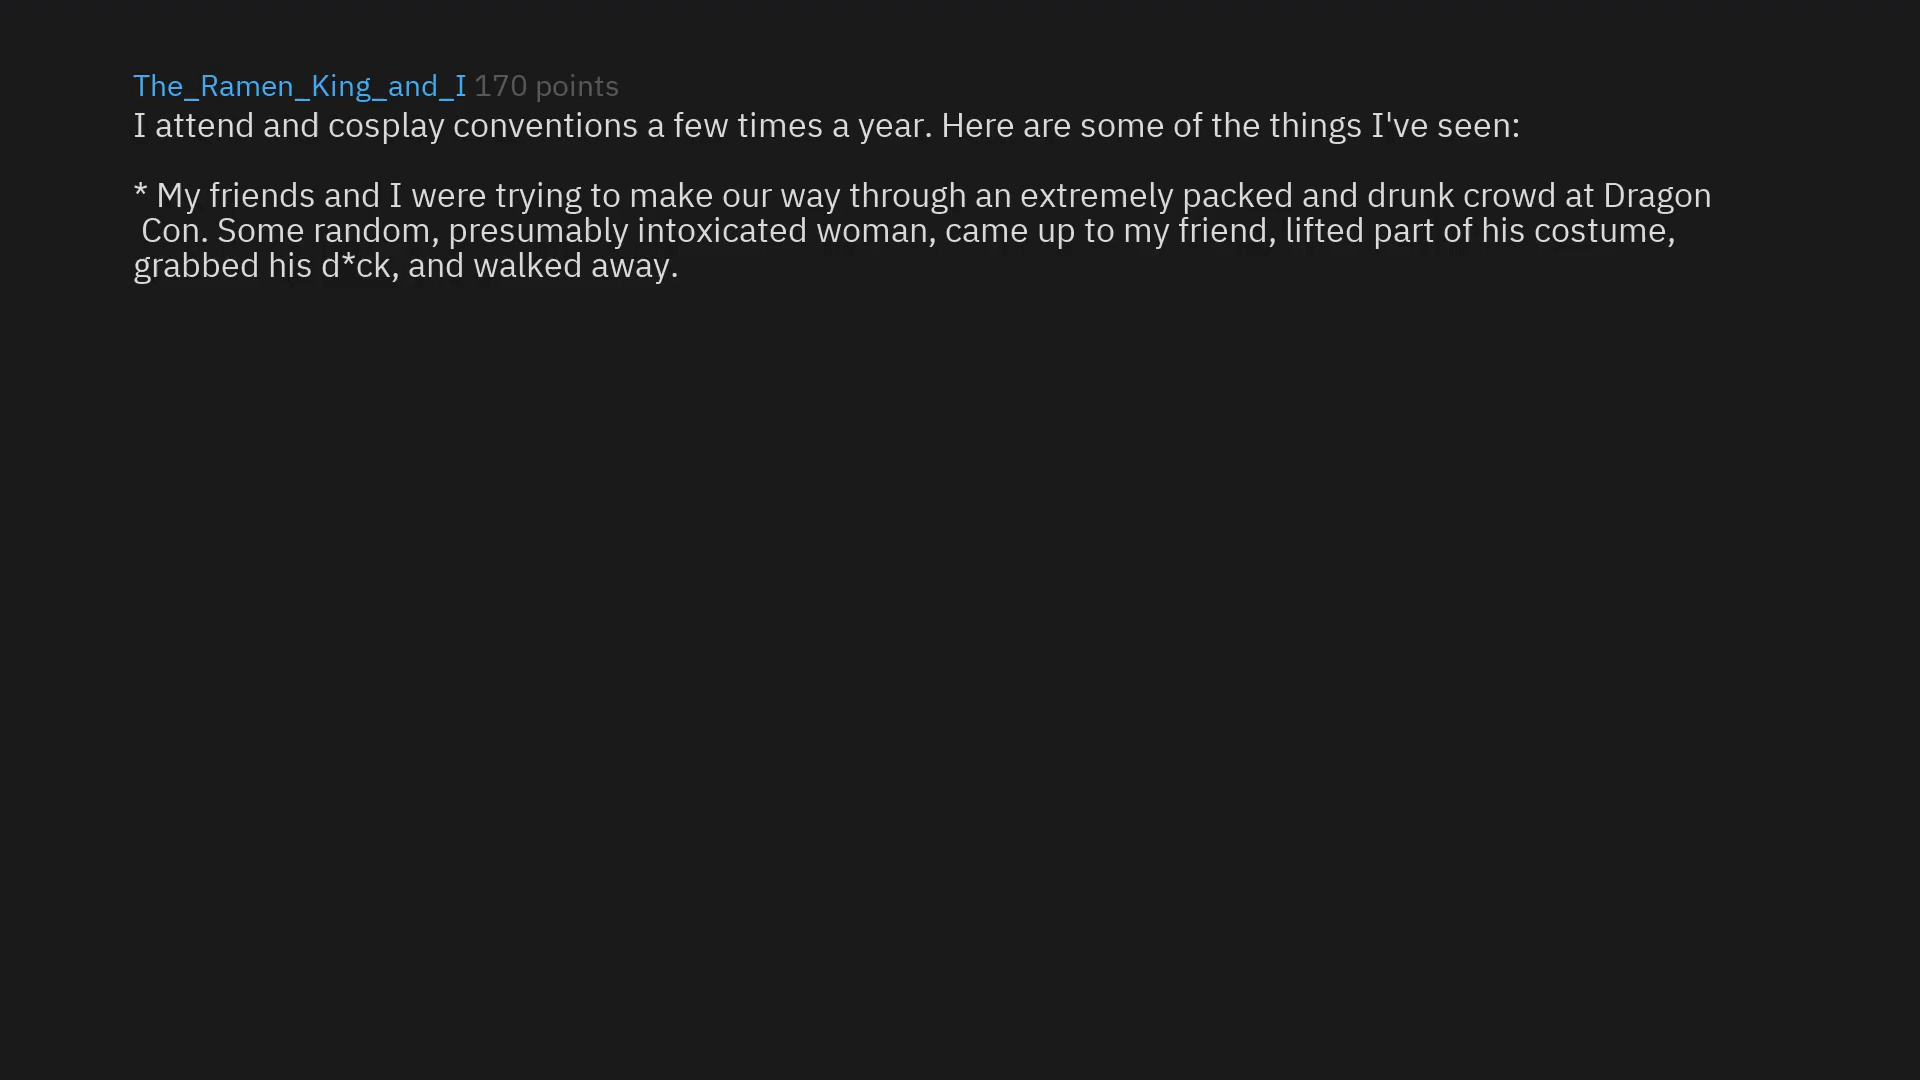 The_Ramen_King_and_I 170 points
I attend and cosplay conventions a few times a year. Here are some of the things I've seen:
* My friends and I were trying to make our way through an extremely packed and drunk crowd at Dragon
Con. Some random, presumably intoxicated woman, came up to my friend, lifted part of his costume,
grabbed his d*ck, and walked away.